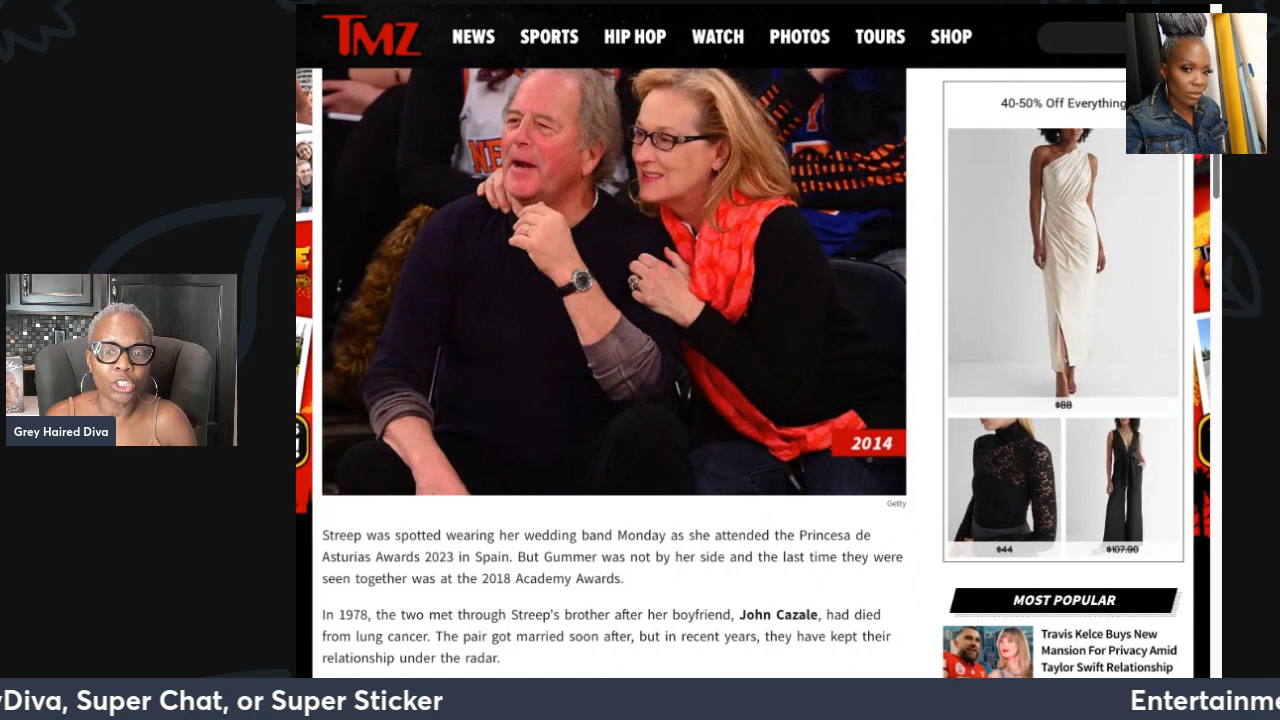 TMZ
NEWS SPORTS HIP HOP WATCH PHOTOS TOURS SHOP
40-50% Off Everything
NE
2014
Getty
$88
$44
$107.90
Grey Haired Diva
Streep was spotted wearing her wedding band Monday as she attended the Princesa de
Asturias Awards 2023 in Spain. But Gummer was not by her side and the last time they were
seen together was at the 2018 Academy Awards.
In 1978, the two met through Streep's brother after her boyfriend, John Cazale, had died
from lung cancer. The pair got married soon after, but in recent years, they have kept their
relationship under the radar.
MOST POPULAR
Travis Kelce Buys New
Mansion For Privacy Amid
Taylor Swift Relationship
yDiva, Super Chat, or Super Sticker
Entertainme